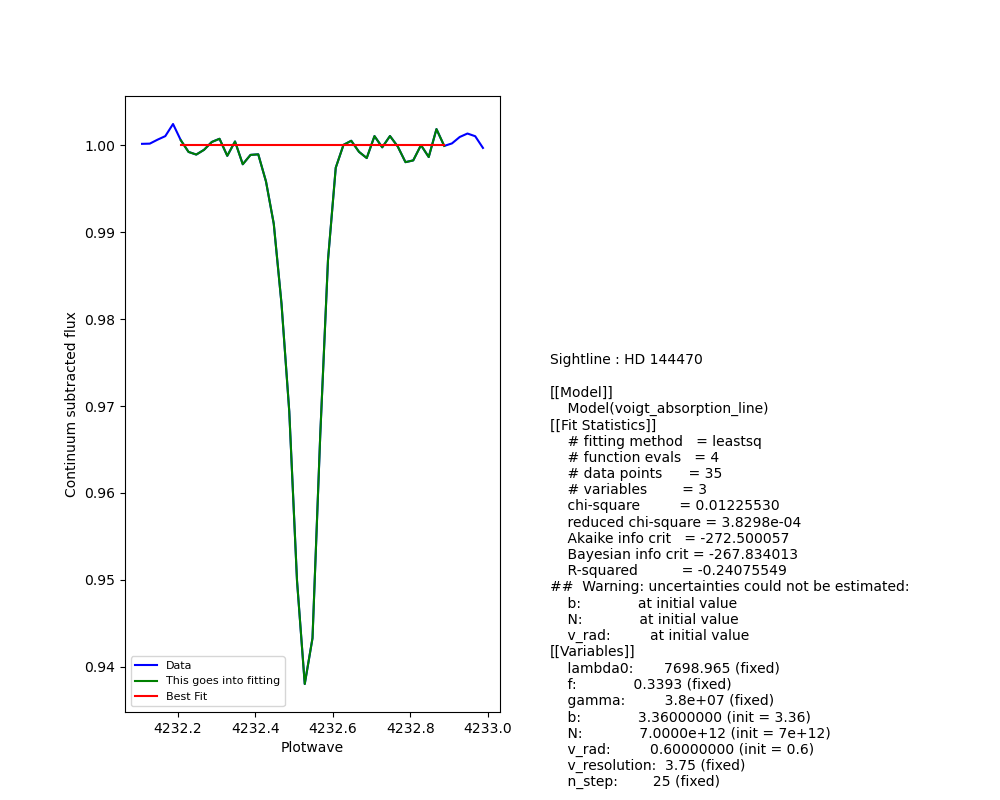 1.00
0.99
0.98
0.97
0.96
0.95
0.94
Continuum subtracted flux
4232.2 4232.4 4232.6 4232.8 4233.0
Plotwave
Data
This goes into fitting
Best Fit
Sightline : HD 144470
[[Model]]
Model(voigt_absorption_line)
[[Fit Statistics]]
# fitting method = leastsq
# function evals = 4
# data points = 35
# variables = 3
chi-square = 0.01225530
reduced chi-square = 3.8298e-04
Akaike info crit = -272.500057
Bayesian info crit = -267.834013
R-squared = -0.24075549
## Warning: uncertainties could not be estimated:
b: at initial value
N: at initial value
v_rad: at initial value
[[Variables]]
lambda0: 7698.965 (fixed)
f: 0.3393 (fixed)
gamma: 3.8e+07 (fixed)
b: 3.36000000 (init = 3.36)
N: 7.0000e+12 (init = 7e+12)
v_rad: 0.60000000 (init = 0.6)
v_resolution: 3.75 (fixed)
n_step: 25 (fixed)